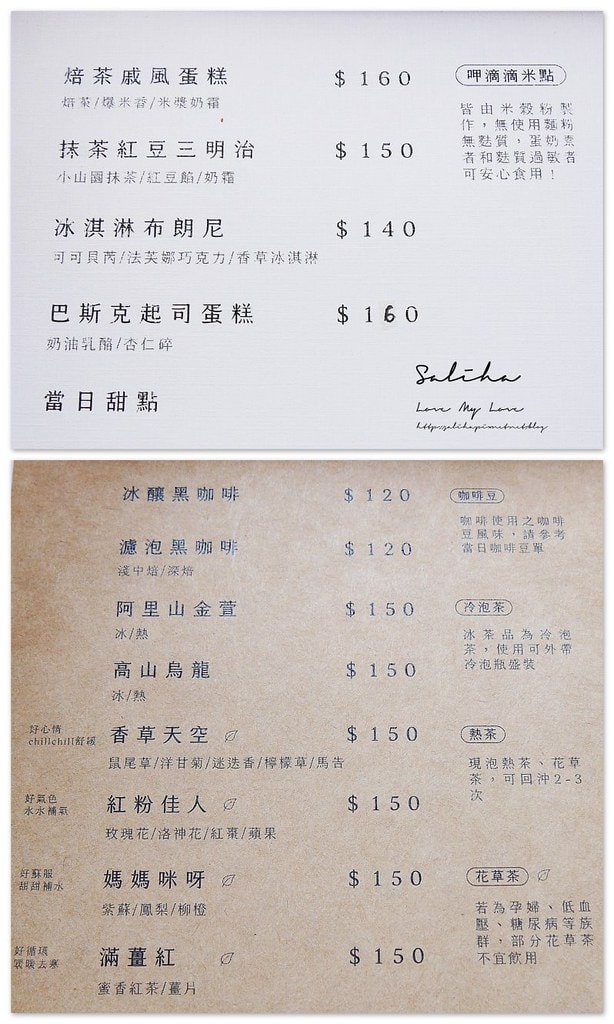 焙茶戚風蛋糕 $160
焙茶/爆米香/米漿奶霜
抹茶紅豆三明治 $150
小山園抹茶/紅豆餡/奶霜
冰淇淋布朗尼 $140
可可貝芮/法芙娜巧克力/香草冰淇淋
巴斯克起司蛋糕 $160
奶油乳酪/杏仁碎
當日甜點
呷滴滴米點
皆由米穀粉製
作，無使用麵粉
無麩質，蛋奶素
者和麩質過敏者
可安心食用！
Saliha
Love My Love
冰釀黑咖啡 $120
濾泡黑咖啡 $120
淺中焙/深焙
阿里山金萱 $150
冰/熱
高山烏龍 $150
冰/熱
好心情
chillchill舒緩
香草天空 $150
鼠尾草/洋甘菊/迷迭香/檸檬草/馬告
好氣色
水水補氣
紅粉佳人 $150
玫瑰花/洛神花/紅棗/蘋果
好蘇服
甜甜補水
媽媽咪呀 $150
紫蘇/鳳梨/柳橙
好循環
暖暖去寒
滿薑紅 $150
蜜香紅茶/薑片
咖啡豆
咖啡使用之咖啡
豆風味，請參考
當日咖啡豆單
冷泡茶
冰茶品為冷泡
茶，使用可外帶
冷泡瓶盛裝
熱茶
現泡熱茶、花草
茶，可回沖2-3
次
花草茶
若為孕婦、低血
壓、糖尿病等族
群，部分花草茶
不宜飲用